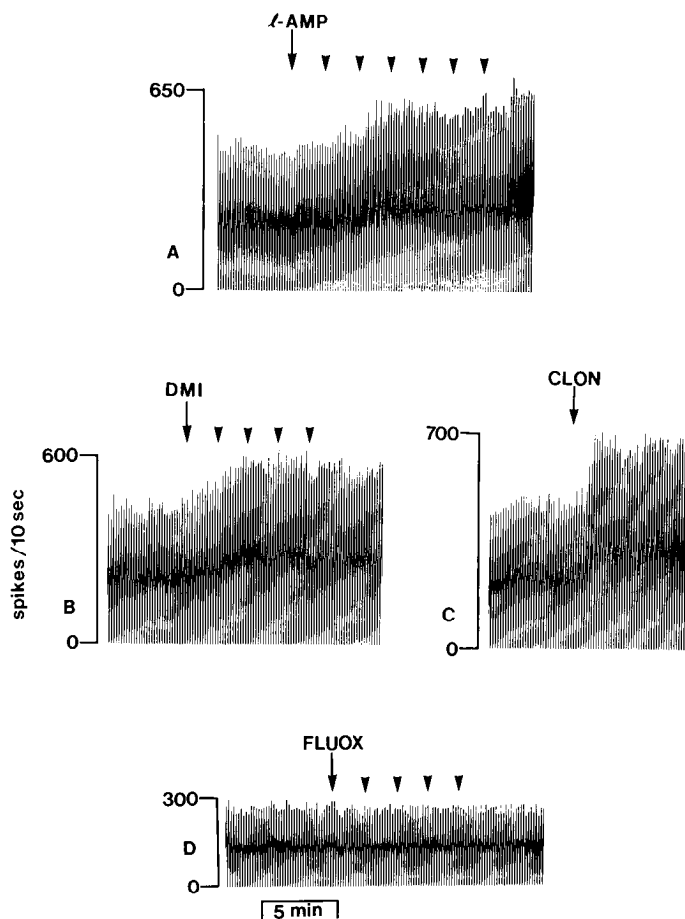 ℓ-AMP
650
A
0
DMI
CLON
600
700
spikes/10 sec
B
C
0
0
FLUOX
300
D
0
5 min